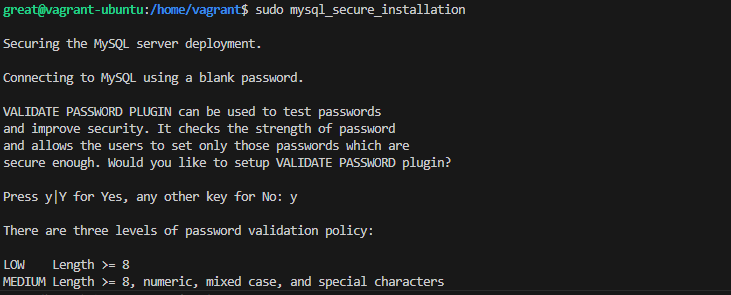 great@vagrant-ubuntu:/home/vagrant$ sudo mysql_secure_installation
Securing the MySQL server deployment.
Connecting to MySQL using a blank password.
VALIDATE PASSWORD PLUGIN can be used to test passwords
and improve security. It checks the strength of password
and allows the users to set only those passwords which are
secure enough. Would you like to setup VALIDATE PASSWORD plugin?
Press y|Y for Yes, any other key for No: y
There are three levels of password validation policy:
LOW    Length >= 8
MEDIUM Length >= 8, numeric, mixed case, and special characters